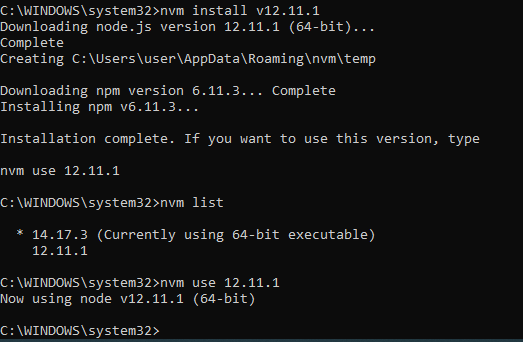 C:\WINDOWS\system32>nvm install v12.11.1
Downloading node.js version 12.11.1 (64-bit)...
Complete
Creating C:\Users\user\AppData\Roaming\nvm\temp
Downloading npm version 6.11.3... Complete
Installing npm v6.11.3...
Installation complete. If you want to use this version, type
nvm use 12.11.1
C:\WINDOWS\system32>nvm list
* 14.17.3 (Currently using 64-bit executable)
12.11.1
C:\WINDOWS\system32>nvm use 12.11.1
Now using node v12.11.1 (64-bit)
C:\WINDOWS\system32>